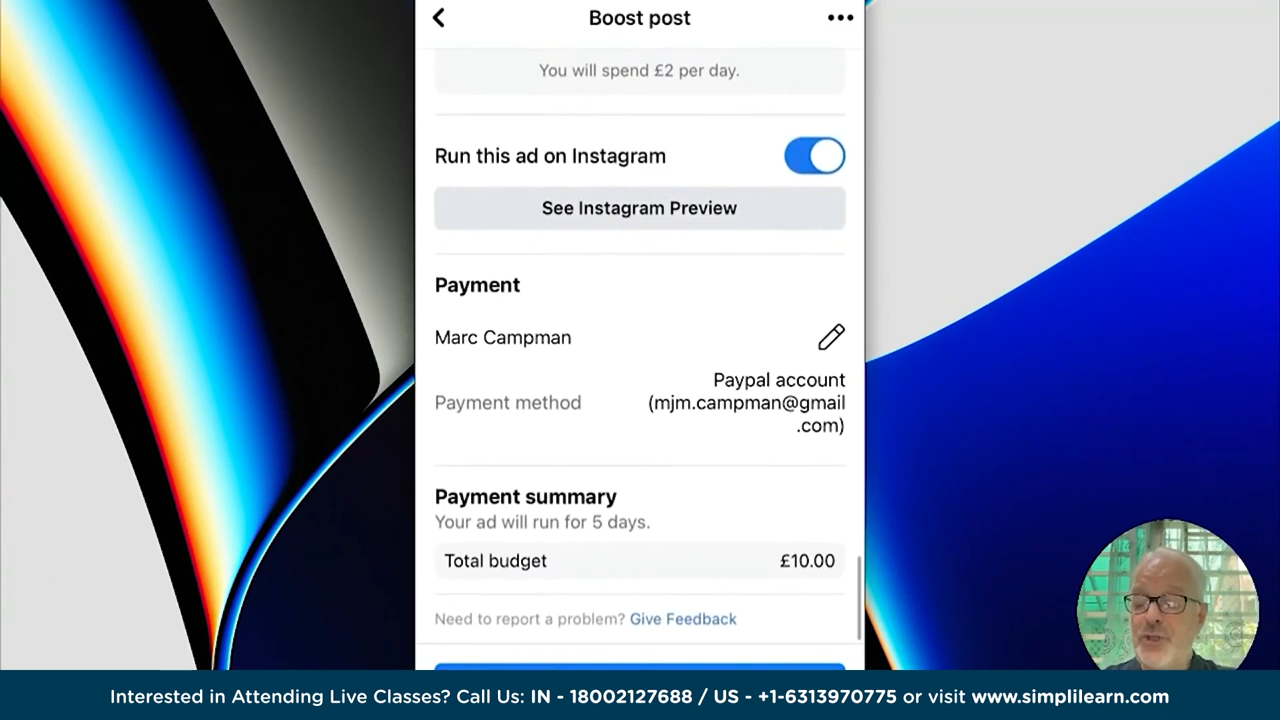 Boost post
You will spend £2 per day.
Run this ad on Instagram
See Instagram Preview
Payment
Marc Campman
Paypal account
Payment method (mjm.campman@gmail
.com)
Payment summary
Your ad will run for 5 days.
Total budget £10.00
Need to report a problem? Give Feedback
Interested in Attending Live Classes? Call Us: IN - 18002127688 / US - +1-6313970775 or visit www.simplilearn.com